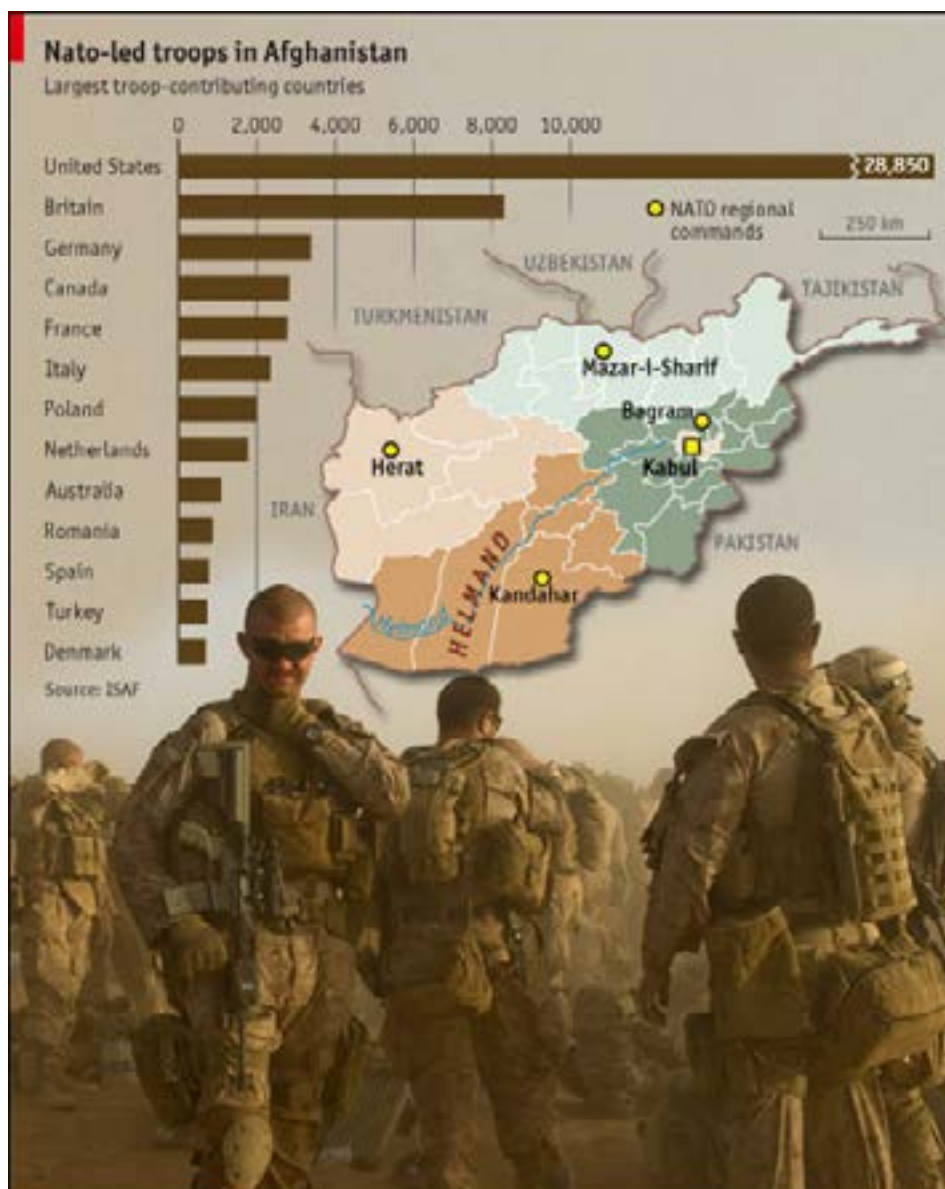 Nato-led troops in Afghanistan
Largest troop-contributing countries
0 2,000 4,000 6,000 8,000 10,000
United States 28,850
Britain
Germany
Canada
France
Italy
Poland
Netherlands
Australia
Romania
Spain
Turkey
Denmark
Source: ISAF
NATO regional
commands
250 km
UZBEKISTAN
TAJIKISTAN
TURKMENISTAN
Mazar-i-Sharif
Bagram
Herat
Kabul
IRAN
PAKISTAN
HELMAND
Kandahar
Helmand